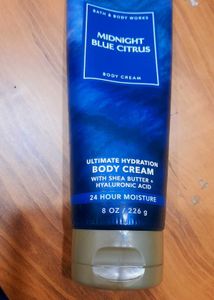 BATH & BODY WORKS
MIDNIGHT
BLUE CITRUS
BODY CREAM
ULTIMATE HYDRATION
BODY CREAM
WITH SHEA BUTTER +
HYALURONIC ACID
24 HOUR MOISTURE
8 OZ / 226 g